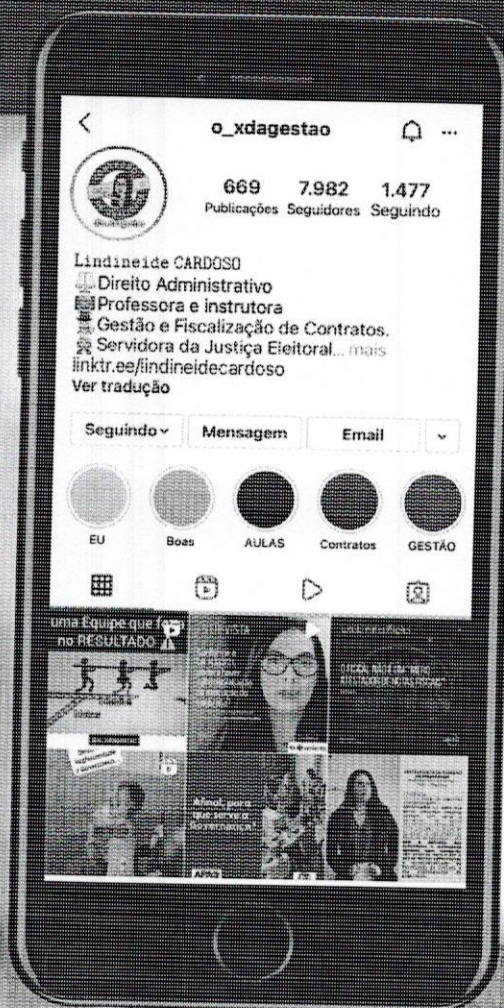 o_xdagestao
...
669 7.982 1.477
Publicações Seguidores Seguindo
Lindineide CARDOSO
Direito Administrativo
Professora e instrutora
Gestão e Fiscalização de Contratos.
Servidora da Justiça Eleitoral... mais
linktr.ee/lindineidecardoso
Ver tradução
Seguindo Mensagem Email
EU Boas AULAS Contratos GESTÃO
uma Equipe que
no RESULTADO
Afinal, para
que serve a
Governança?